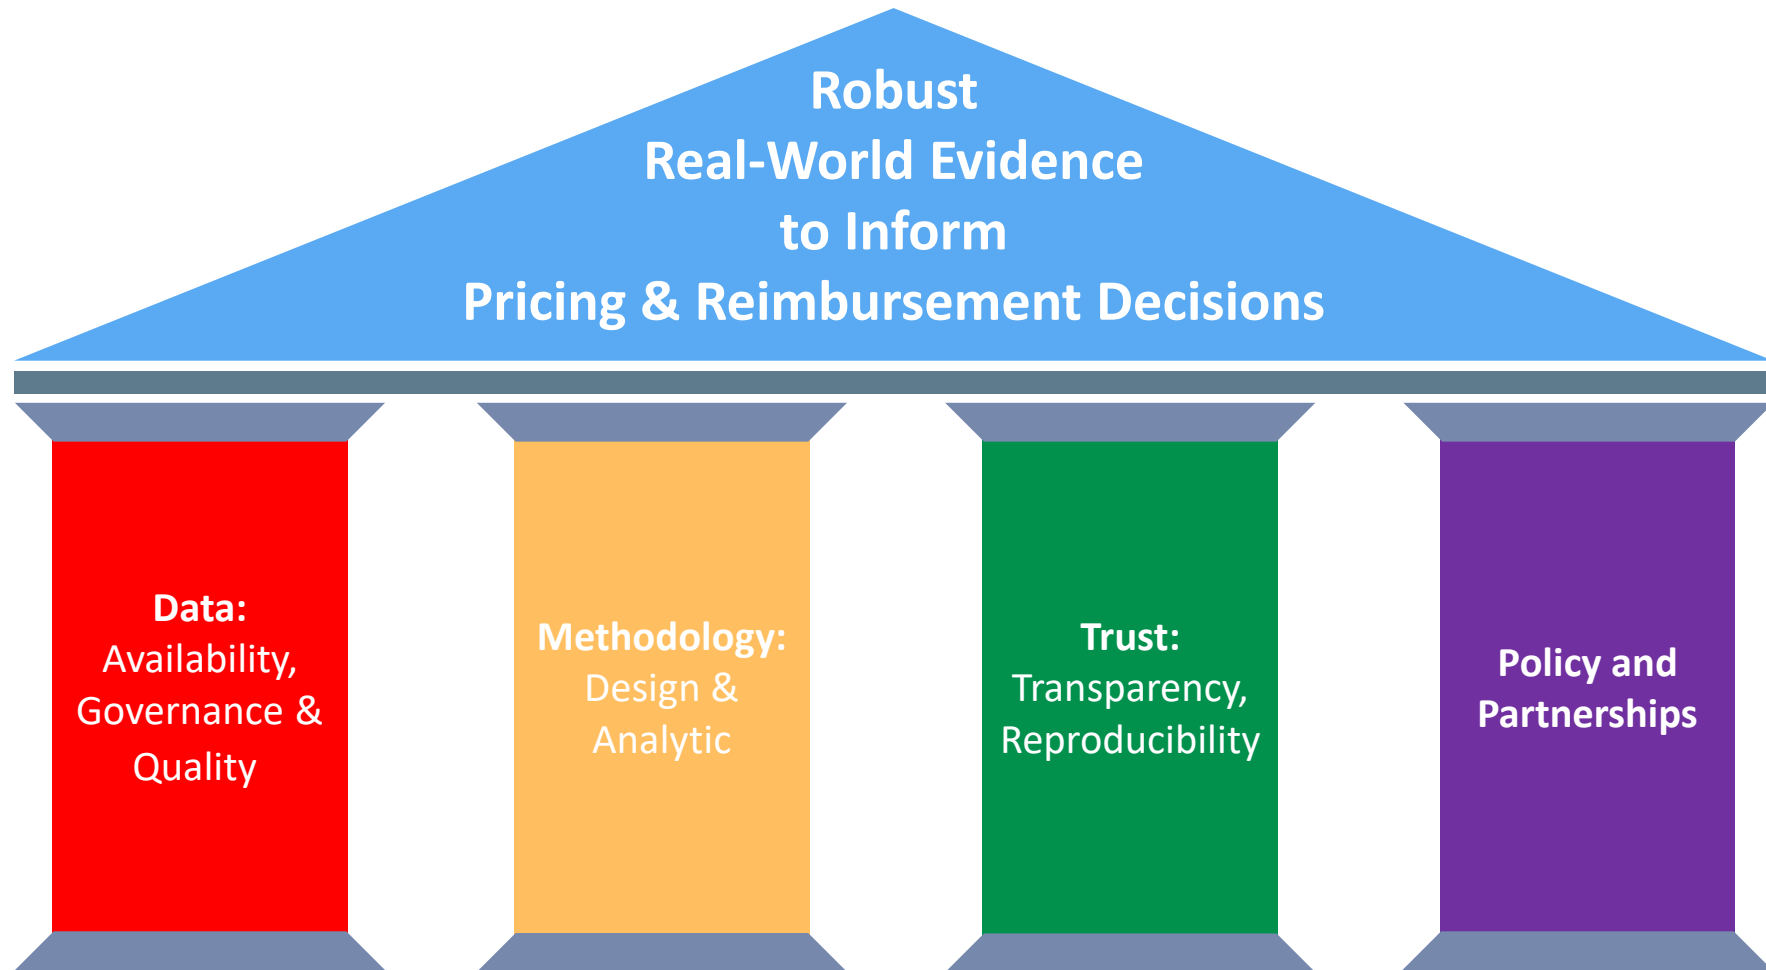 Robust
Real-World Evidence
to Inform
Pricing & Reimbursement Decisions
Data:
Availability,
Governance &
Quality
Methodology:
Design &
Analytic
Trust:
Transparency,
Reproducibility
Policy and
Partnerships